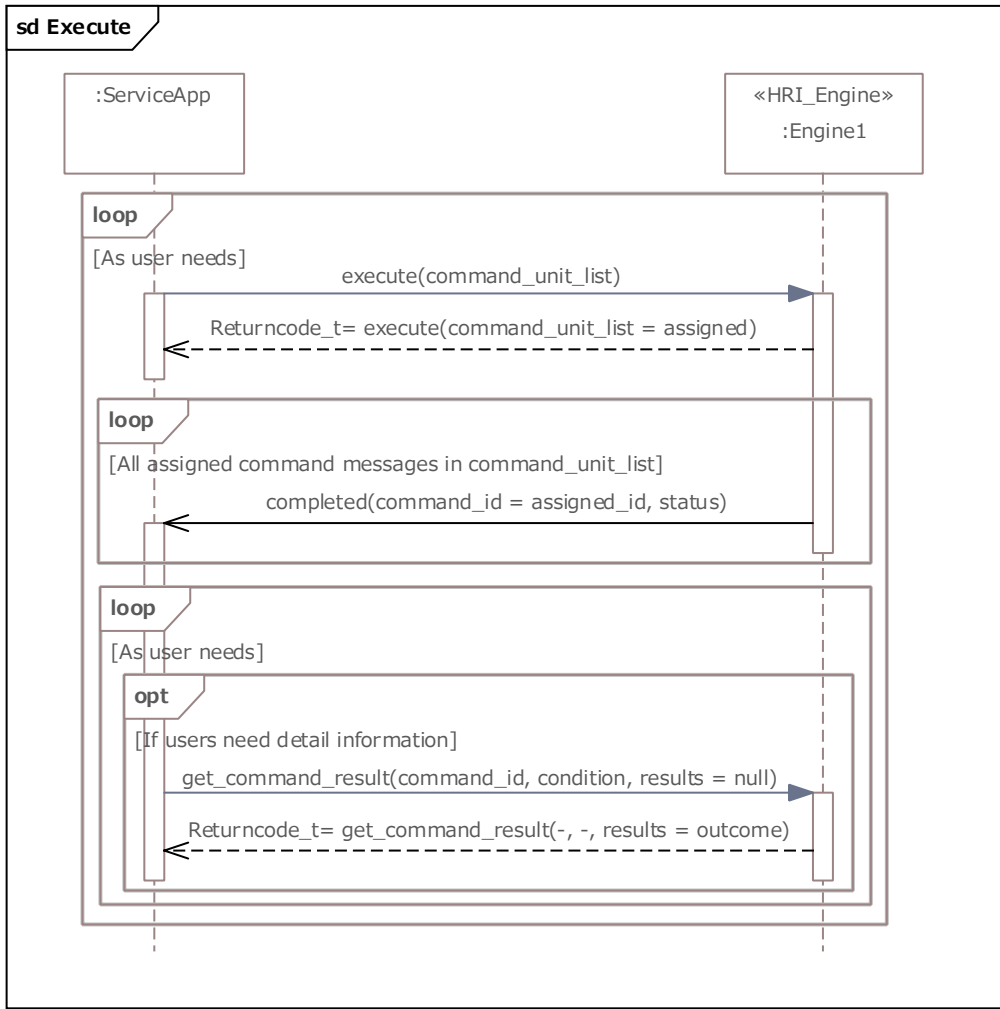 sd Execute
:ServiceApp
«HRI_Engine»
:Engine1
loop
[As user needs]
execute(command_unit_list)
Returncode_t= execute(command_unit_list = assigned)
loop
[All assigned command messages in command_unit_list]
completed(command_id = assigned_id, status)
loop
[As user needs]
opt
[If users need detail information]
get_command_result(command_id, condition, results = null)
Returncode_t= get_command_result(-, -, results = outcome)